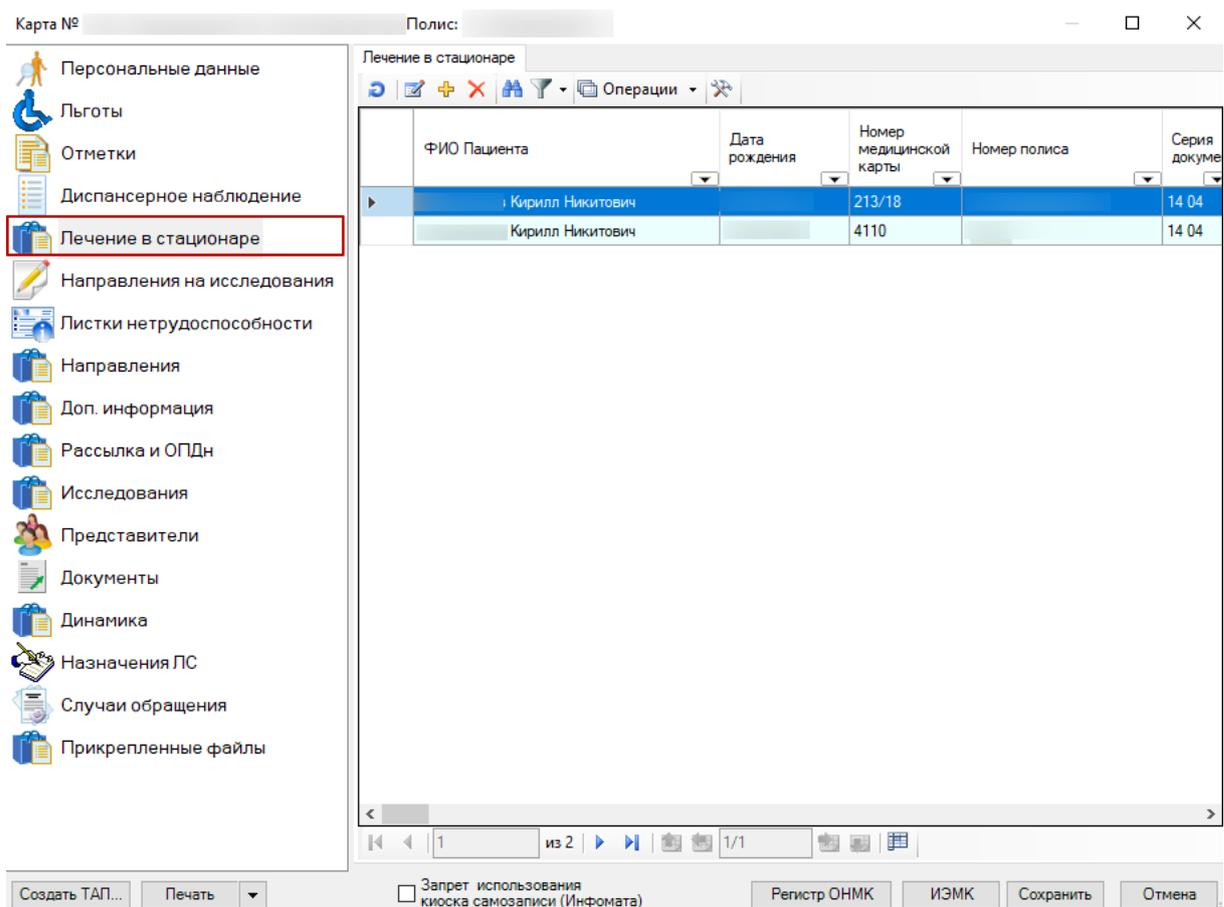 Карта № Полис:
Персональные данные
Льготы
Отметки
Диспансерное наблюдение
Лечение в стационаре
Направления на исследования
Листки нетрудоспособности
Направления
Доп. информация
Рассылка и ОПДн
Исследования
Представители
Документы
Динамика
Назначения ЛС
Случаи обращения
Прикрепленные файлы
Лечение в стационаре
Операции
ФИО Пациента
Дата
рождения
Номер
медицинской
карты
Номер полиса
Серия
докуме
Кирилл Никитович 213/18 14 04
Кирилл Никитович 4110 14 04
1 из 2 1/1
Создать ТАП... Печать
Запрет использования
киоска самозаписи (Инфомата)
Регистр ОНМК ИЭМК Сохранить Отмена